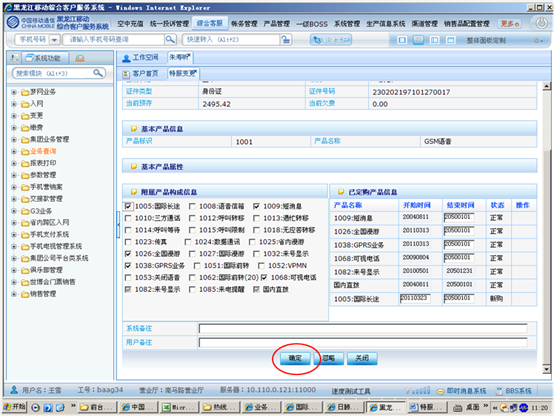 黑龙江移动综合客户服务系统 - Windows Internet Explorer
中国移动通信 CHINA MOBILE 黑龙江移动 综合客户服务系统
空中充值 统一投诉管理 综合客服 账务管理 产品管理 一级BOSS 系统管理 生产信息系统 渠道管理 销售品配置管理 更多
手机号码 请输入手机号码查询 快速转入 (Alt+2) 整体面板定制
系统功能 工作空间 朱寿昕
搜索模块 (Alt+3) 客户首页 特服变更
梦网业务
入网
变更
缴费
集团业务管理
业务查询
报表打印
参数管理
手机营销案
交接款管理
G3业务
省内跨区入网
手机支付系统
手机电视管理系统
集团公司平台类系统
俱乐部管理
世博会门票销售
销售管理
证件类型 身份证 证件号码 230202197101270017
当前预存 2495.42 当前欠费 0.00
基本产品信息
产品标识 1001 产品名称 GSM语音
基本产品属性
附属产品构成信息
1005:国际长途 1008:语音信箱 1009:短消息
1010:三方通话 1012:呼叫转移 1013:遇忙转移
1014:呼叫等待 1015:呼叫限制 1018:无应答转移
1023:传真 1024:数据通讯 1025:省内漫游
1026:全国漫游 1027:国际漫游 1032:来号显示
1038:GPRS业务 1051:国际前转 1052:VPMN
1053:关闭语音 1062:国际前转(20) 1068:可视电话
1082:来号显示 1085:来电提醒 国内直拨
已定购产品信息
产品名称 开始时间 结束时间 状态 操作
1009:短消息 20040811 20500101 正常
1026:全国漫游 20110313 20500101 正常
1038:GPRS业务 20110313 20500101 正常
1068:可视电话 20090804 20500101 正常
1082:来号显示 20100501 20501231 正常
国内直拨 20040811 20500101 正常
1005:国际长途 20110323 20500101 新购
系统备注
用户备注
确定 忽略 关闭
用户名：王雪 工号：baag34 营业厅：南马路营业厅 服务器：10.110.0.121:11000 速度测试工具 即时消息系统 BBS系统
开始 前台... 中国... Micr... 热线... 业务... 国际... 日静... 黑龙... 特服... 桌面 11:20